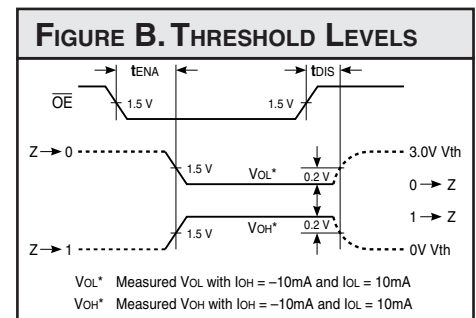 FIGURE B. THRESHOLD LEVELS
tENA tDIS
OE 1.5 V 1.5 V
Z 0 3.0V Vth
1.5 V VOL* 0.2 V
0 Z
1 Z
1.5 V VOH* 0.2 V
Z 1 0V Vth
VOL* Measured VOL with IOH = –10mA and IOL = 10mA
VOH* Measured VOH with IOH = –10mA and IOL = 10mA